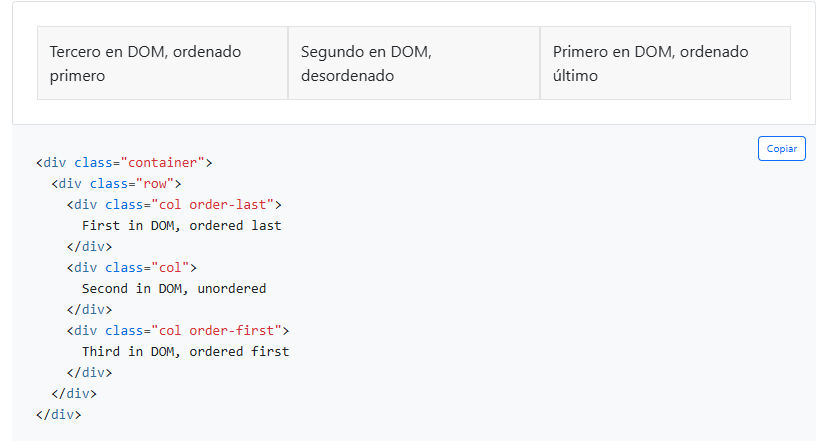 Tercero en DOM, ordenado
primero
Segundo en DOM,
desordenado
Primero en DOM, ordenado
último
Copiar
<div class="container">
  <div class="row">
    <div class="col order-last">
      First in DOM, ordered last
    </div>
    <div class="col">
      Second in DOM, unordered
    </div>
    <div class="col order-first">
      Third in DOM, ordered first
    </div>
  </div>
</div>